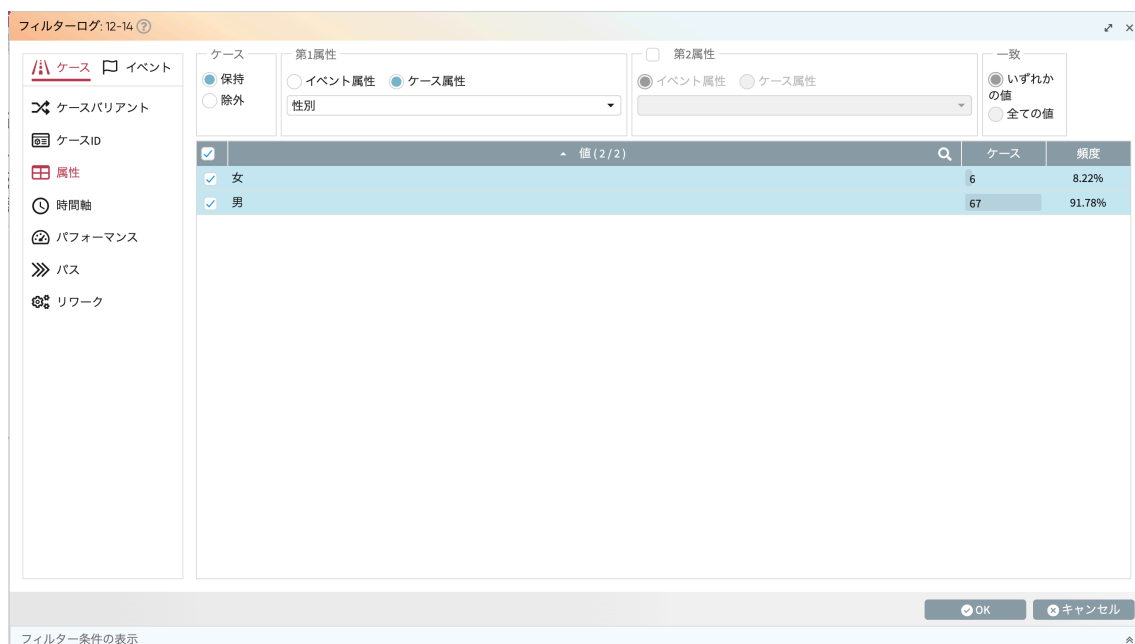 フィルターログ: 12-14 ?
ケース イベント
ケースバリアント
ケースID
属性
時間軸
パフォーマンス
パス
リワーク
ケース
保持
除外
第1属性
イベント属性 ケース属性
性別
第2属性
イベント属性 ケース属性
一致
いずれか
の値
全ての値
値(2/2) ケース 頻度
女 6 8.22%
男 67 91.78%
OK キャンセル
フィルター条件の表示